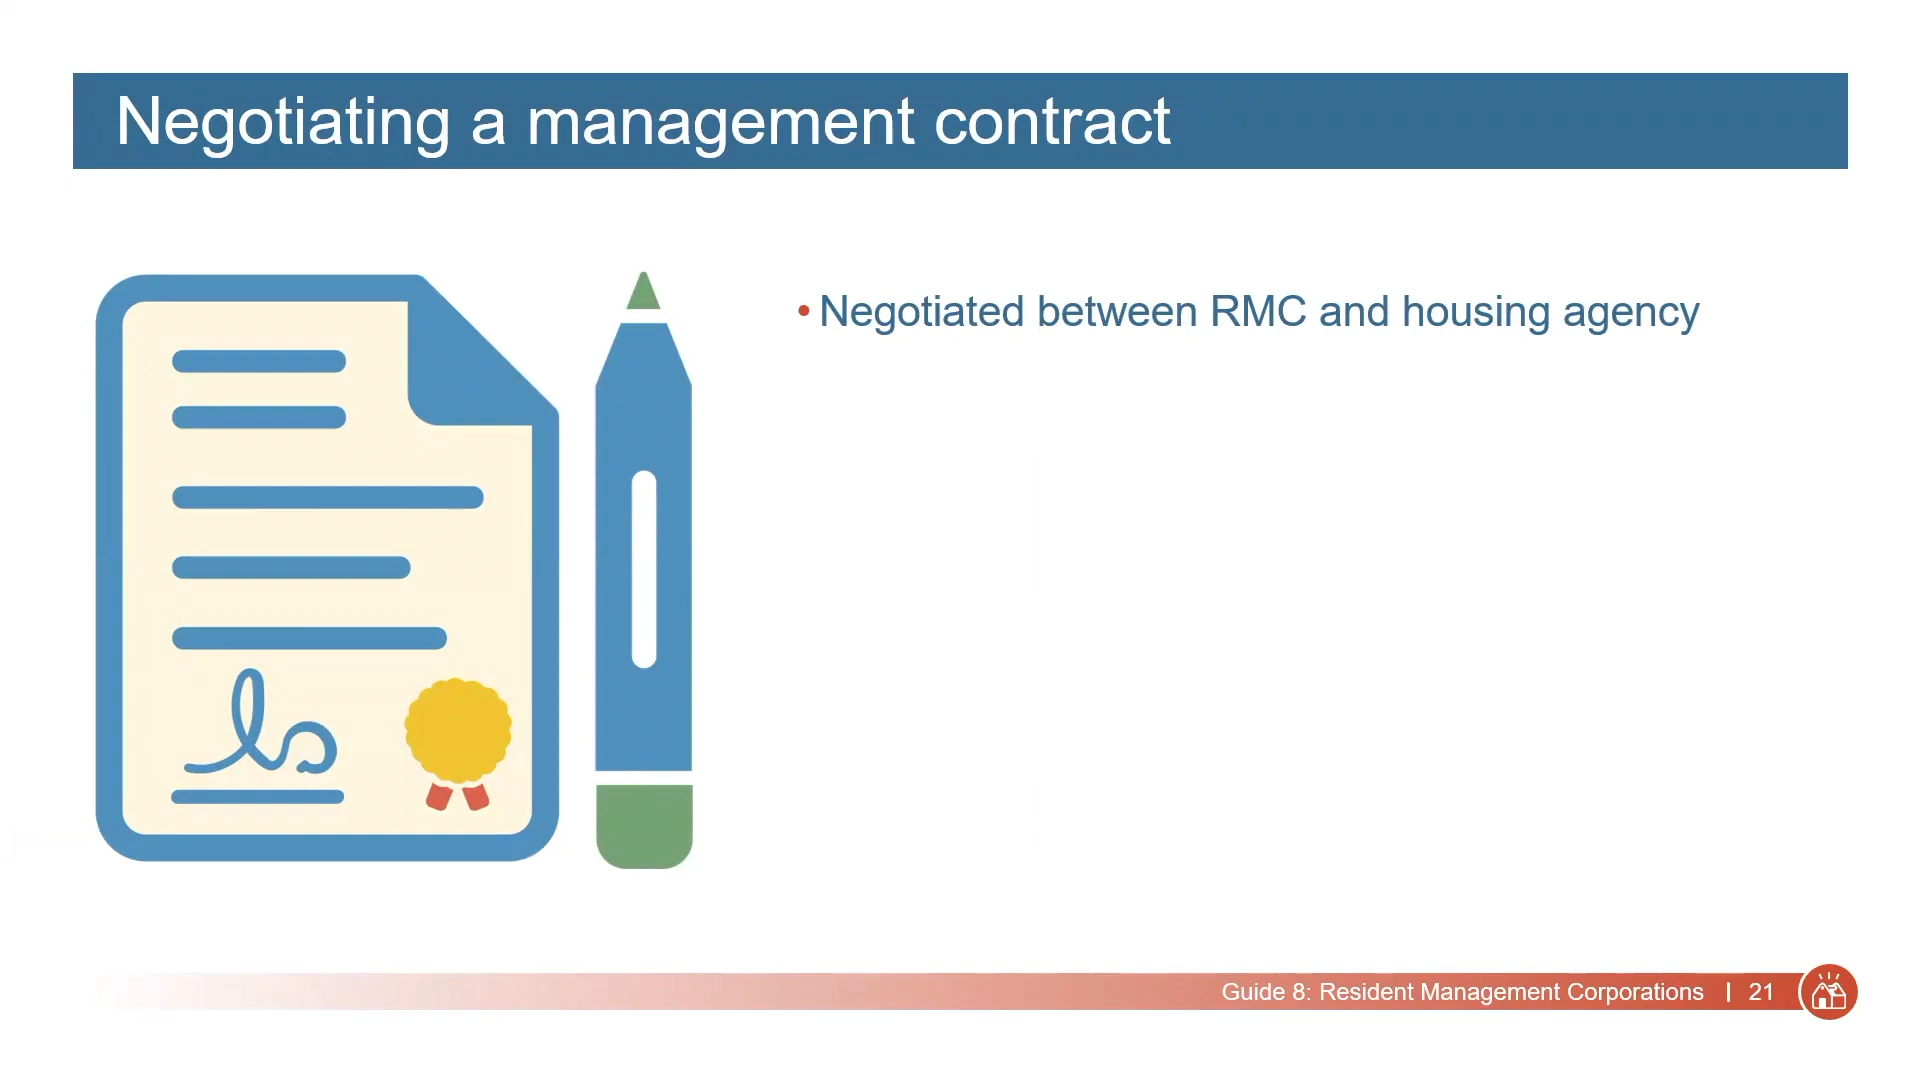 Negotiating a management contract
• Negotiated between RMC and housing agency
Guide 8: Resident Management Corporations | 21